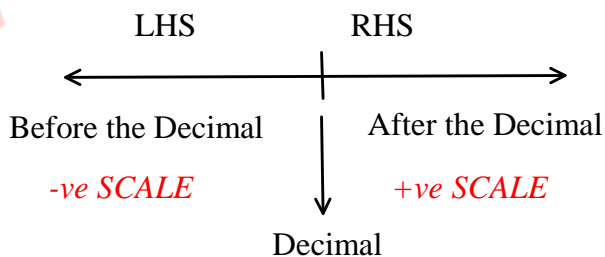 LHS RHS
Before the Decimal After the Decimal
-ve SCALE +ve SCALE
Decimal